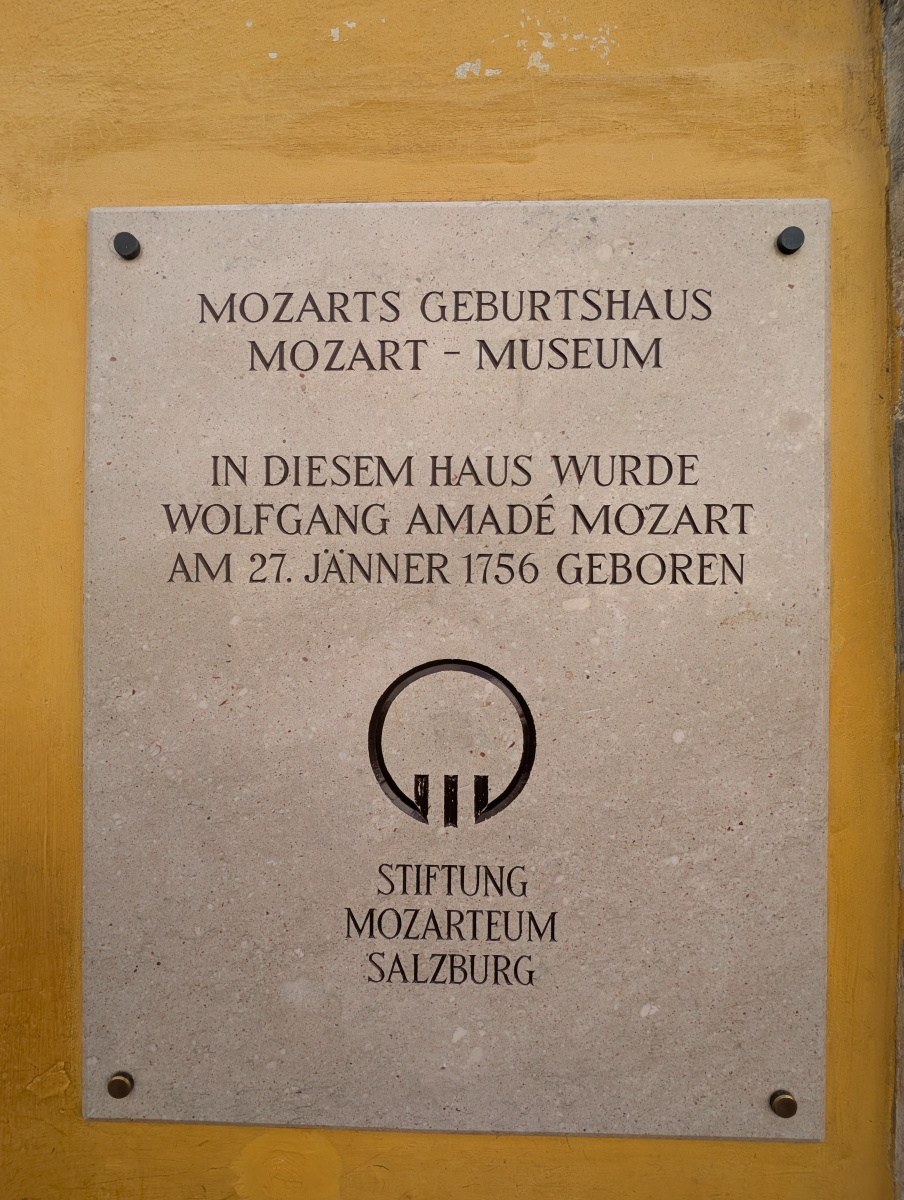 MOZARTS GEBURTSHAUS
MOZART - MUSEUM
IN DIESEM HAUS WURDE
WOLFGANG AMADÉ MOZART
AM 27. JÄNNER 1756 GEBOREN
STIFTUNG
MOZARTEUM
SALZBURG